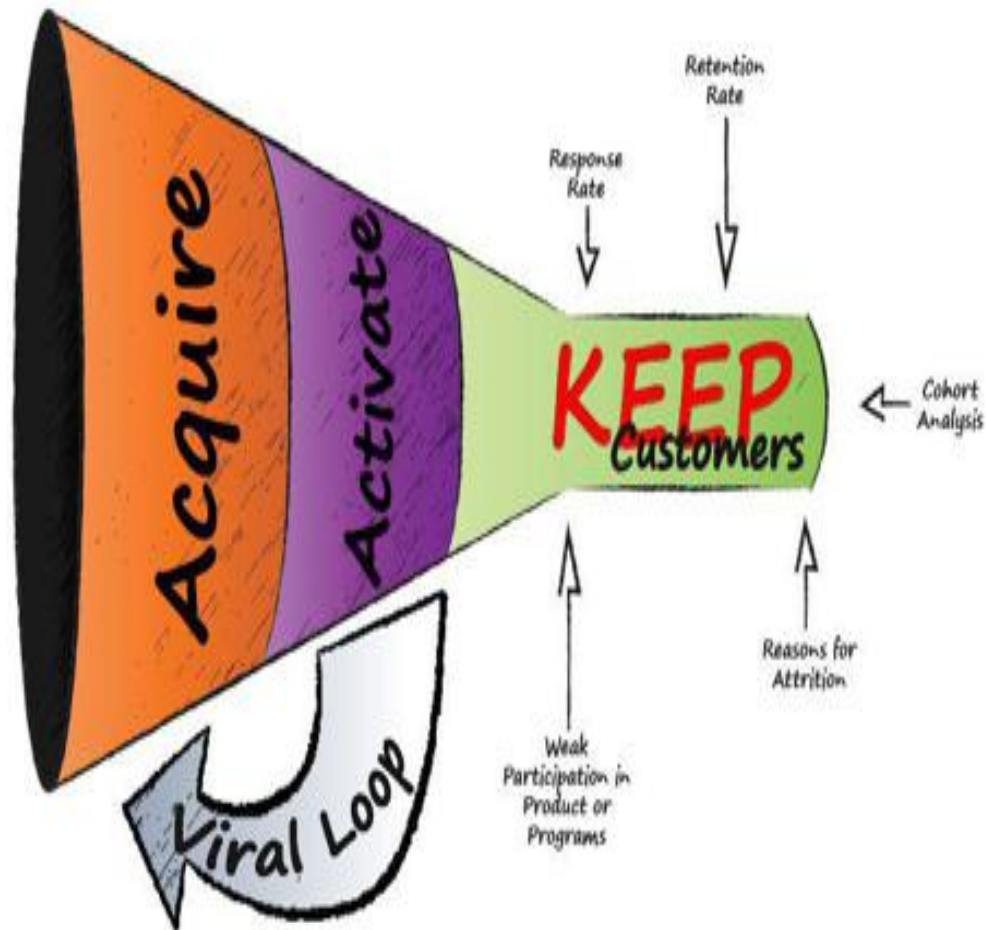 Acquire
Activate
Viral Loop
KEEP
Customers
Response
Rate
Retention
Rate
Cohort
Analysis
Reasons for
Attrition
Weak
Participation in
Product or
Programs